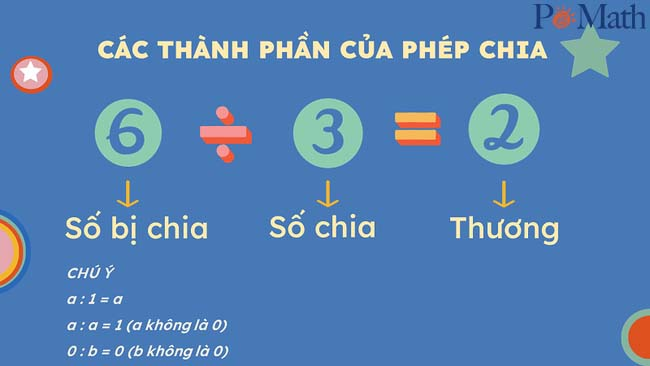 PoMath
CÁC THÀNH PHẦN CỦA PHÉP CHIA
6 ÷ 3 = 2
Số bị chia Số chia Thương
CHÚ Ý
a : 1 = a
a : a = 1 (a không là 0)
0 : b = 0 (b không là 0)